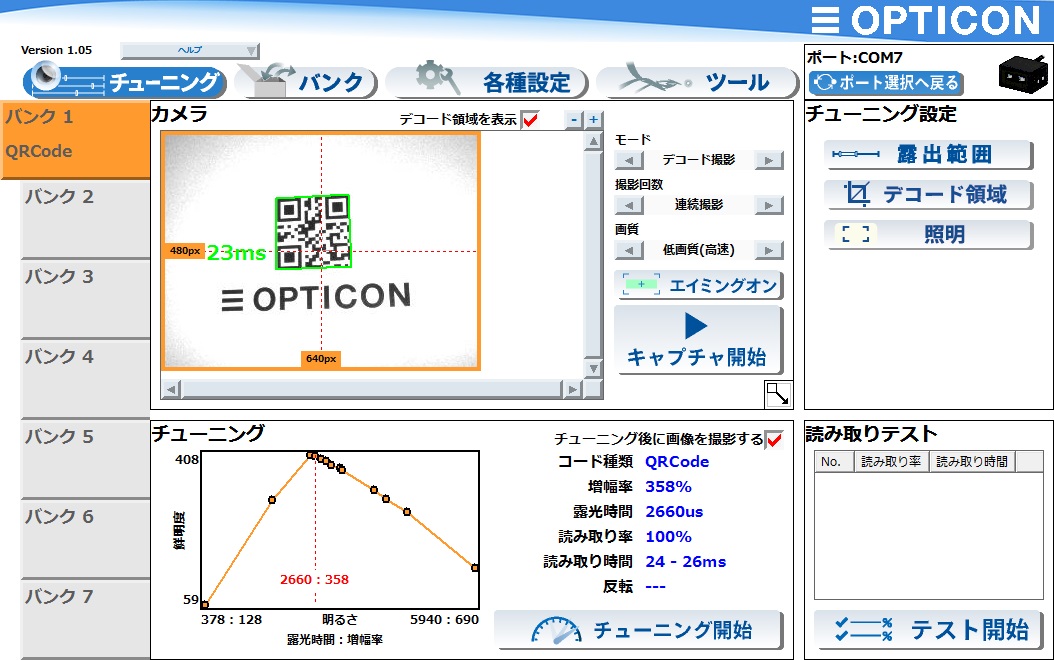 OPTICON
Version 1.05
ヘルプ
チューニング
バンク
各種設定
ツール
ポート:COM7
ポート選択へ戻る
バンク 1
QRCode
バンク 2
バンク 3
バンク 4
バンク 5
バンク 6
バンク 7
カメラ
デコード領域を表示
- +
480px
23ms
OPTICON
640px
モード
デコード撮影
撮影回数
連続撮影
画質
低画質(高速)
エイミングオン
キャプチャ開始
チューニング設定
露出範囲
デコード領域
照明
チューニング
408
鮮明度
59
2660 : 358
378 : 128
明るさ
5940 : 690
露光時間 : 増幅率
チューニング後に画像を撮影する
コード種類 QRCode
増幅率 358%
露光時間 2660us
読み取り率 100%
読み取り時間 24 - 26ms
反転 ---
チューニング開始
読み取りテスト
No. 読み取り率 読み取り時間
テスト開始